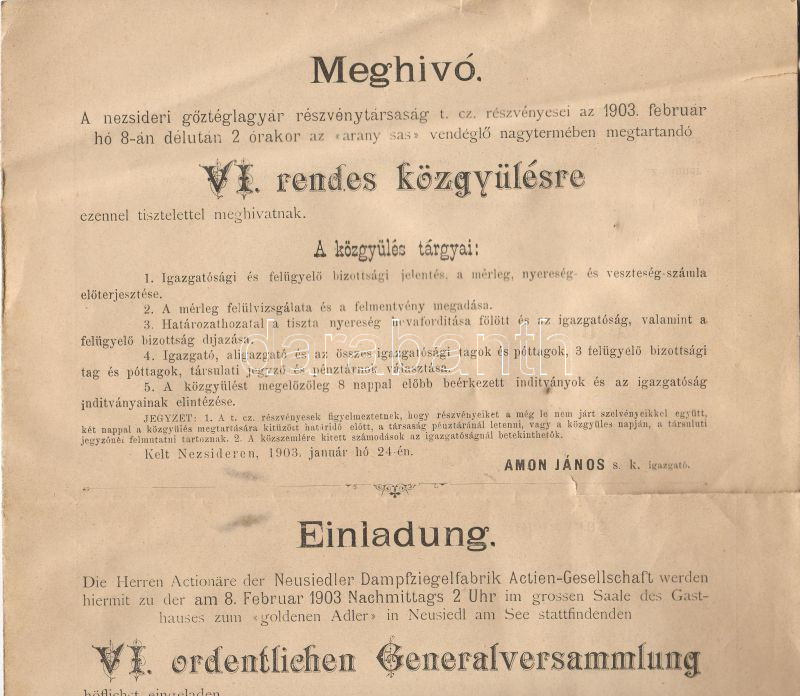 Meghivó.
A nezsideri gőztéglagyár részvénytársaság t. cz. részvényesei az 1903. február
hó 8-án délután 2 órakor az «arany sas» vendéglő nagytermében megtartandó
VI. rendes közgyülésre
ezennel tisztelettel meghivatnak.
A közgyülés tárgyai:
1. Igazgatósági és felügyelő bizottsági jelentés, a mérleg, nyereség- és veszteség-számla
előterjesztése.
2. A mérleg felülvizsgálata és a felmentvény megadása.
3. Határozathozatal a tiszta nyereség hovaforditása fölött és az igazgatóság, valamint a
felügyelő bizottság dijazása.
4. Igazgató, aligazgató és az összes igazgatósági tagok és póttagok, 3 felügyelő bizottsági
tag és póttagok, társulati jegyző és pénztárnok választása.
5. A közgyülést megelőzőleg 8 nappal előbb beérkezett inditványok és az igazgatóság
inditványainak elintézése.
JEGYZET: 1. A t. cz. részvényesek figyelmeztetnek, hogy részvényeiket a még le nem járt szelvényeikkel együtt,
két nappal a közgyülés megtartására kitüzött határidő előtt, a társaság pénztáránál letenni, vagy a közgyülés napján, a társulati
jegyzőnél felmutatni tartoznak. 2. A közszemlére kitett számodások az igazgatóságnál betekinthetők.
Kelt Nezsideren, 1903. január hó 24-én.
AMON JÁNOS s. k. igazgató.
Einladung.
Die Herren Actionäre der Neusiedler Dampfziegelfabrik Actien-Gesellschaft werden
hiermit zu der am 8. Februar 1903 Nachmittags 2 Uhr im grossen Saale des Gast-
hauses zum «goldenen Adler» in Neusiedl am See stattfindenden
VI. ordentlichen Generalversammlung
höflichst eingeladen
darabanth